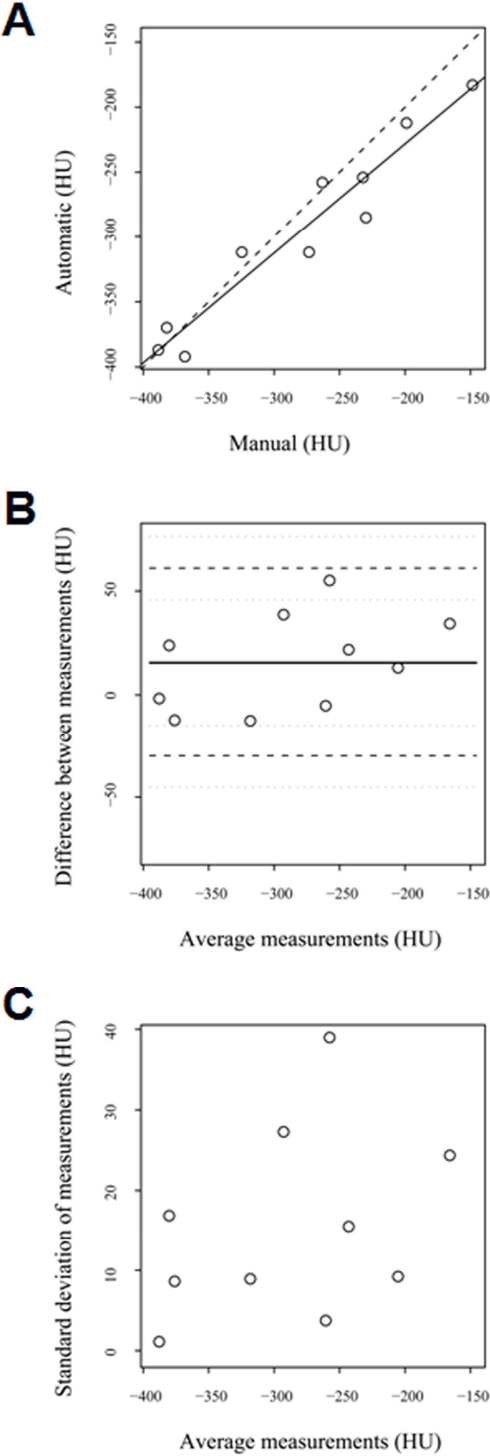 A
−150
−200
−250
−300
−350
−400
Automatic (HU)
−400 −350 −300 −250 −200 −150
Manual (HU)
B
50
0
−50
Difference between measurements (HU)
−400 −350 −300 −250 −200 −150
Average measurements (HU)
C
40
30
20
10
0
Standard deviation of measurements (HU)
−400 −350 −300 −250 −200 −150
Average measurements (HU)